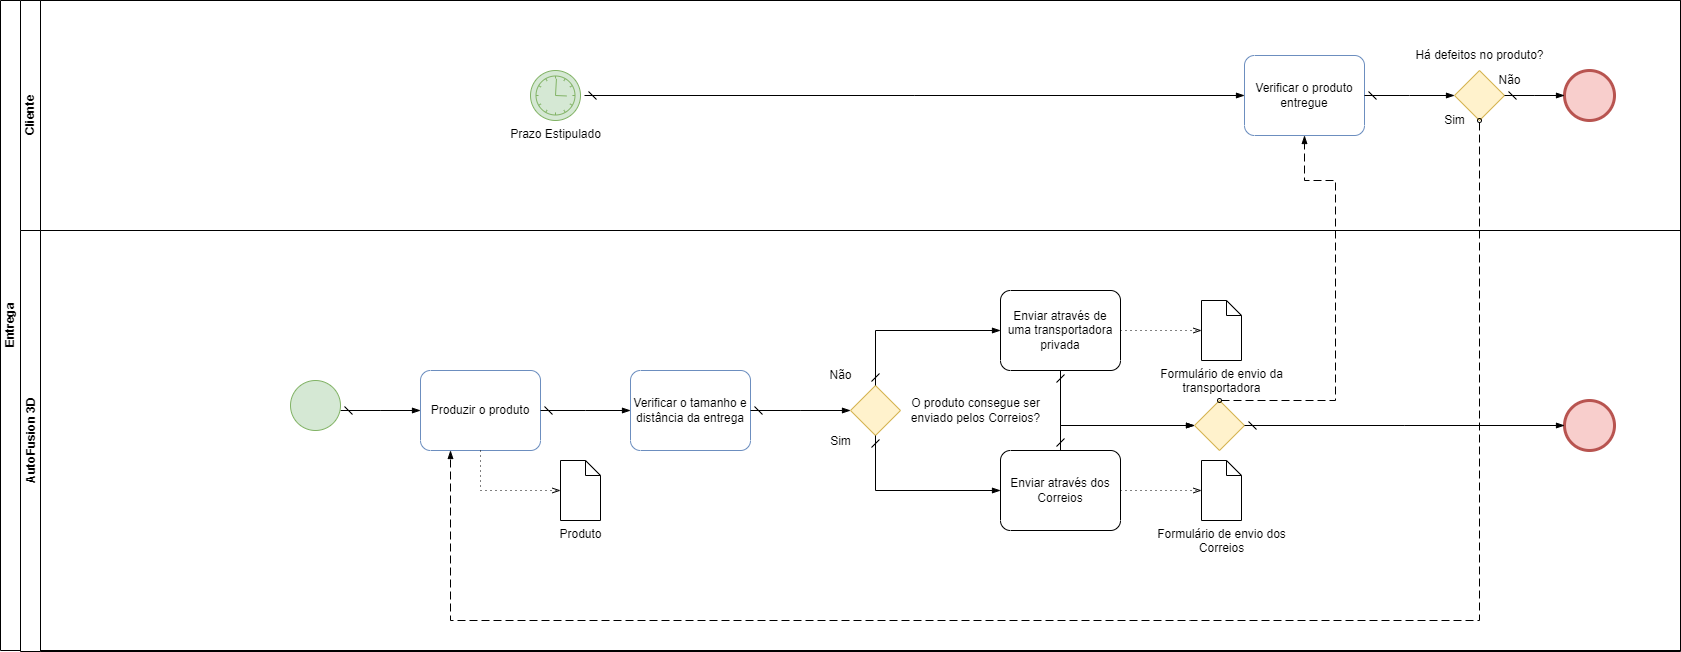 Entrega
Cliente
Prazo Estipulado
Verificar o produto
entregue
Há defeitos no produto?
Não
Sim
AutoFusion 3D
Produzir o produto
Produto
Verificar o tamanho e
distância da entrega
Não
Sim
O produto consegue ser
enviado pelos Correios?
Enviar através de
uma transportadora
privada
Formulário de envio da
transportadora
Enviar através dos
Correios
Formulário de envio dos
Correios